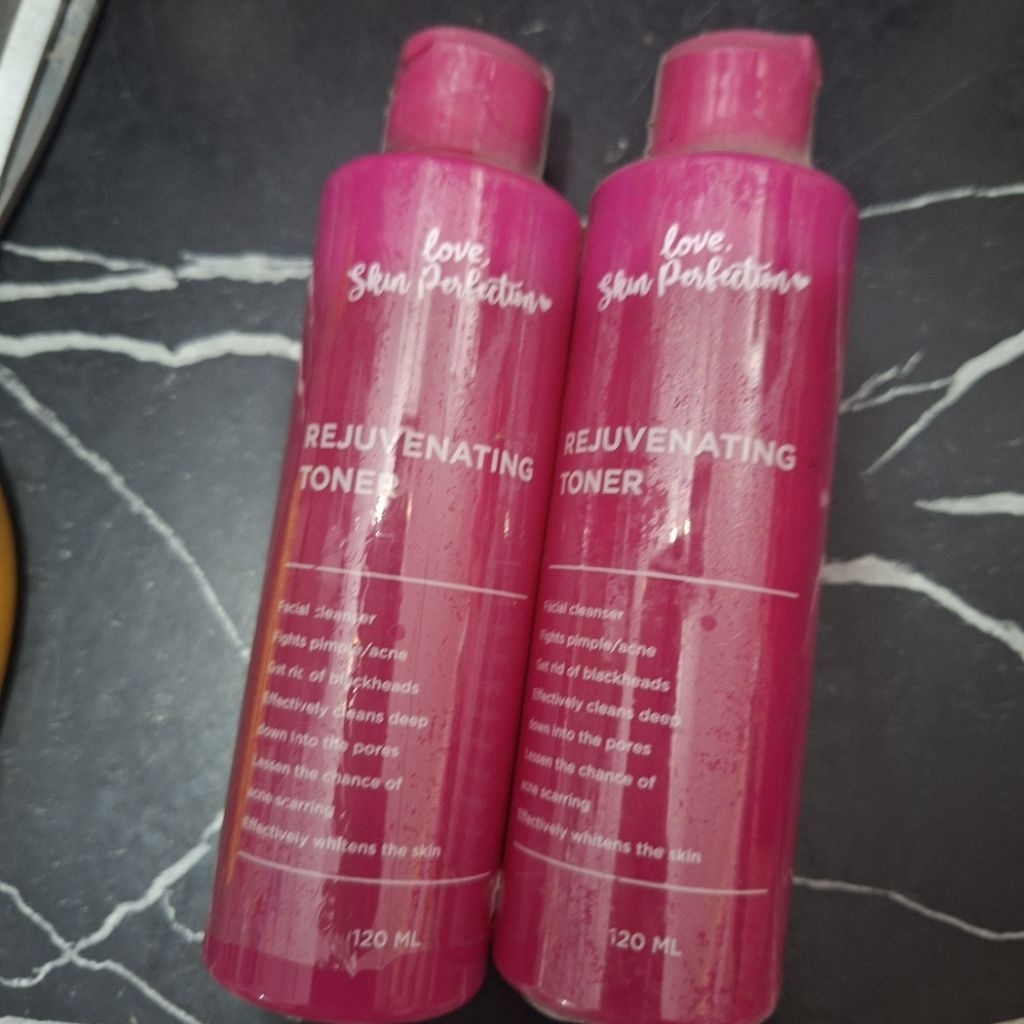 love,
Skin Perfection
REJUVENATING
TONER
Facial cleanser
Fights pimple/acne
Get rid of blackheads
Effectively cleans deep
down into the pores
Lessen the chance of
acne scarring
Effectively whitens the skin
120 ML
love,
Skin Perfection
REJUVENATING
TONER
Facial cleanser
Fights pimple/acne
Get rid of blackheads
Effectively cleans deep
down into the pores
Lessen the chance of
acne scarring
Effectively whitens the skin
120 ML